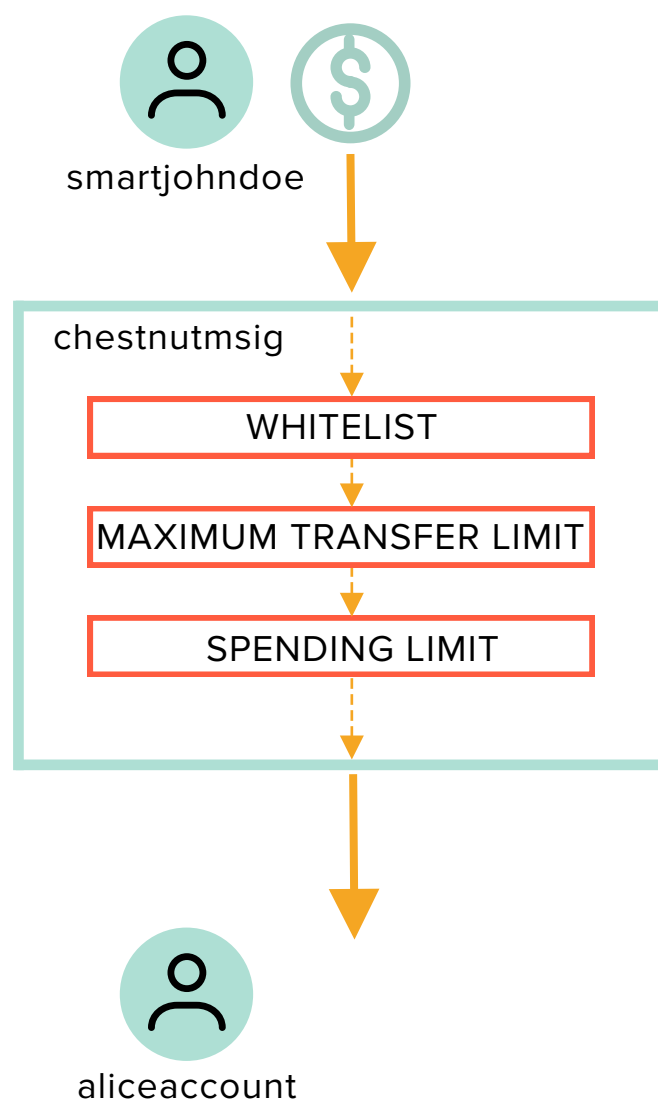 smartjohndoe
chestnutmsig
WHITELIST
MAXIMUM TRANSFER LIMIT
SPENDING LIMIT
aliceaccount